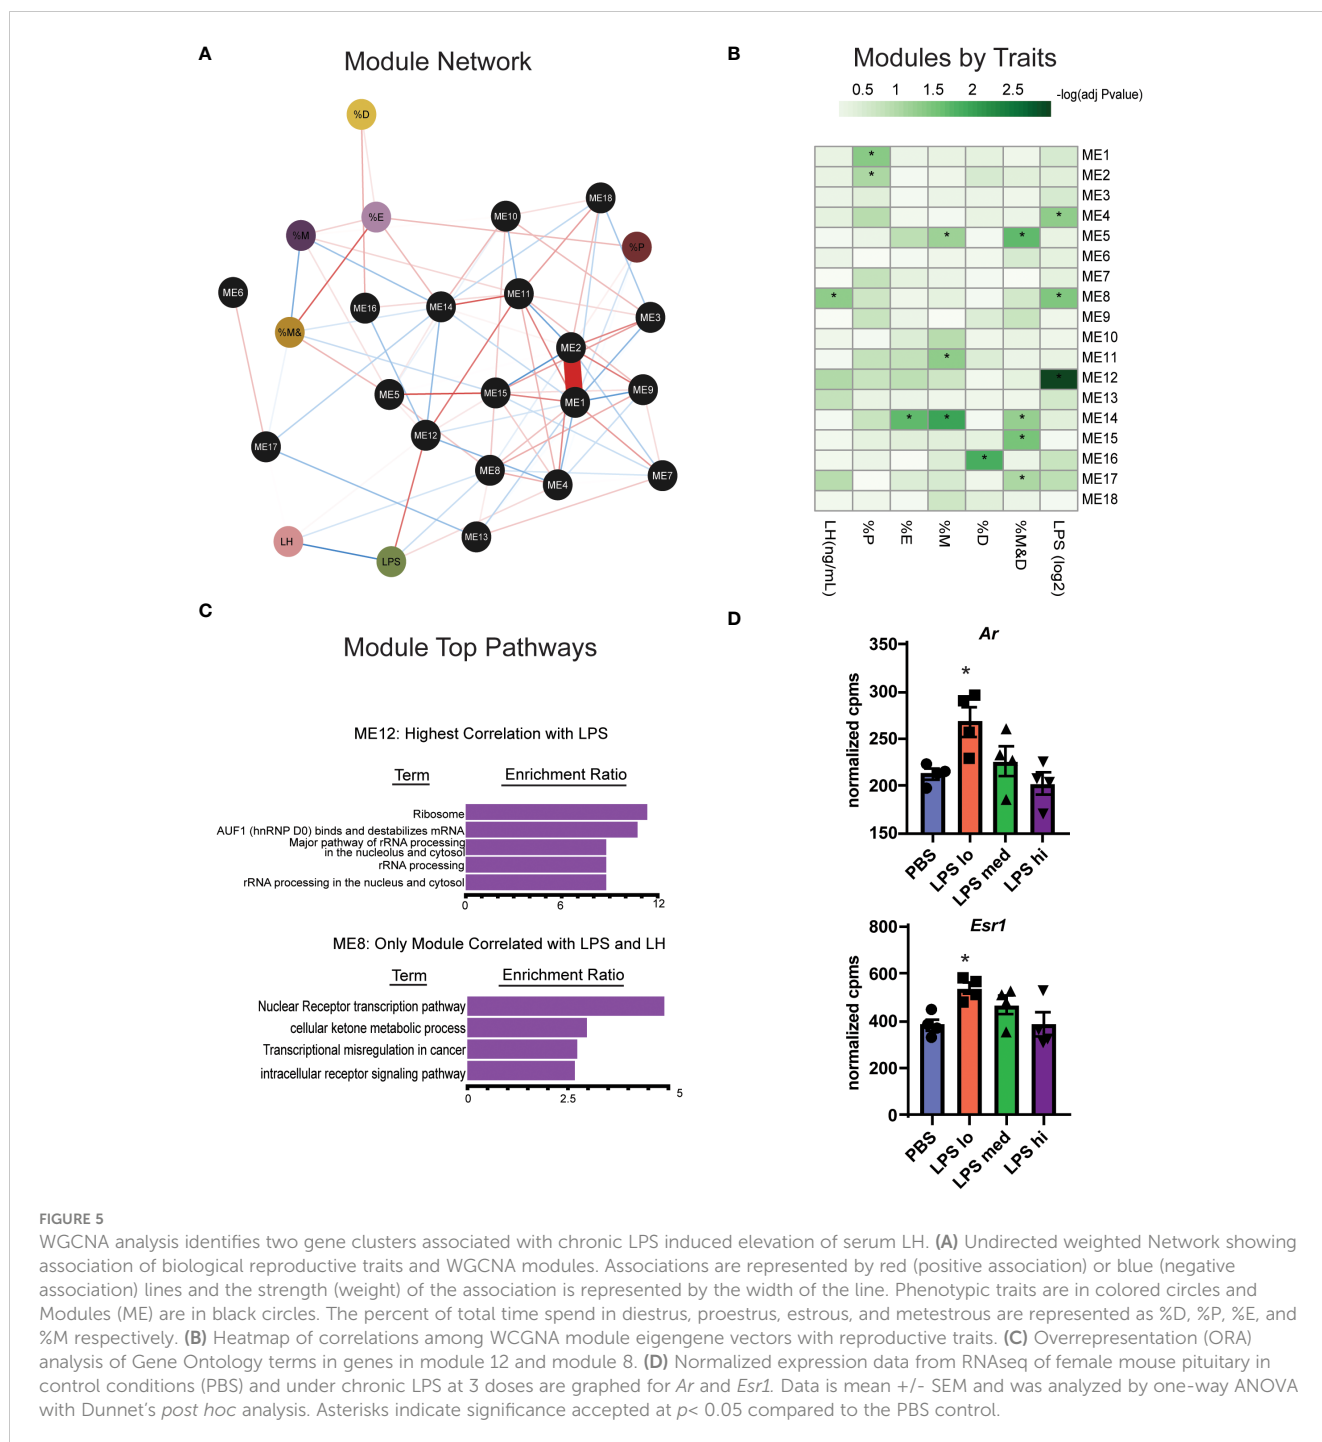 A
Module Network
%D
ME18
%E
ME10
%M
%P
ME6
ME16
ME14
ME11
ME3
%M&
ME2
ME5
ME15
ME1
ME9
ME12
ME17
ME8
ME4
ME7
LH
ME13
LPS
B
Modules by Traits
0.5 1 1.5 2 2.5
-log(adj Pvalue)
* ME1
* ME2
ME3
* ME4
* * ME5
ME6
ME7
* * ME8
ME9
ME10
* ME11
* ME12
ME13
* * * ME14
* ME15
* ME16
* ME17
ME18
LH(ng/mL)
%P
%E
%M
%D
%M&D
LPS (log2)
C
Module Top Pathways
ME12: Highest Correlation with LPS
Term Enrichment Ratio
Ribosome
AUF1 (hnRNP D0) binds and destabilizes mRNA
Major pathway of rRNA processing
in the nucleolus and cytosol
rRNA processing
rRNA processing in the nucleus and cytosol
0 6 12
ME8: Only Module Correlated with LPS and LH
Term Enrichment Ratio
Nuclear Receptor transcription pathway
cellular ketone metabolic process
Transcriptional misregulation in cancer
intracellular receptor signaling pathway
0 2.5 5
D
Ar
normalized cpms
350
300
250
200
150
*
PBS
LPS lo
LPS med
LPS hi
Esr1
normalized cpms
800
600
400
200
0
*
PBS
LPS lo
LPS med
LPS hi
FIGURE 5
WGCNA analysis identifies two gene clusters associated with chronic LPS induced elevation of serum LH. (A) Undirected weighted Network showing
association of biological reproductive traits and WGCNA modules. Associations are represented by red (positive association) or blue (negative
association) lines and the strength (weight) of the association is represented by the width of the line. Phenotypic traits are in colored circles and
Modules (ME) are in black circles. The percent of total time spend in diestrus, proestrus, estrous, and metestrous are represented as %D, %P, %E, and
%M respectively. (B) Heatmap of correlations among WCGNA module eigengene vectors with reproductive traits. (C) Overrepresentation (ORA)
analysis of Gene Ontology terms in genes in module 12 and module 8. (D) Normalized expression data from RNAseq of female mouse pituitary in
control conditions (PBS) and under chronic LPS at 3 doses are graphed for Ar and Esr1. Data is mean +/- SEM and was analyzed by one-way ANOVA
with Dunnet's post hoc analysis. Asterisks indicate significance accepted at p< 0.05 compared to the PBS control.